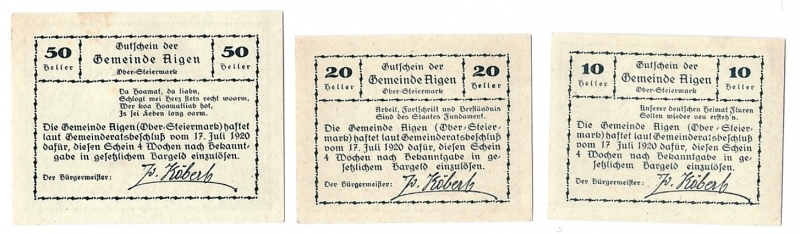 50 Gutschein der 50
Heller Gemeinde Aigen Heller
Ober-Steiermark
Da Hoamat, da liabn,
Schlogt mei Herz stets recht woarm,
Wer koa Hoamatliab hot,
Is sei Leben long oarm.
Die Gemeinde Aigen (Ober-Steiermark) haftet
laut Gemeinderatsbeschluß vom 17. Juli 1920
dafür, diesen Schein 4 Wochen nach Bekannt-
gabe in gesetzlichem Bargeld einzulösen.
Der Bürgermeister:
20 Gutschein der 20
Heller Gemeinde Aigen Heller
Ober-Steiermark
Arbeit, Fortschritt und Verständnis
Sind des Staates Fundament.
Die Gemeinde Aigen (Ober-Steier-
mark) haftet laut Gemeinderatsbeschluß
vom 17. Juli 1920 dafür, diesen Schein
4 Wochen nach Bekanntgabe in ge-
setzlichem Bargeld einzulösen.
Der Bürgermeister:
10 Gutschein der 10
Heller Gemeinde Aigen Heller
Ober-Steiermark
Unserer deutschen Heimat Fluren
Sollen wieder neu ersteh'n.
Die Gemeinde Aigen (Ober-Steier-
mark) haftet laut Gemeinderatsbeschluß
vom 17. Juli 1920 dafür, diesen Schein
4 Wochen nach Bekanntgabe in ge-
setzlichem Bargeld einzulösen.
Der Bürgermeister: